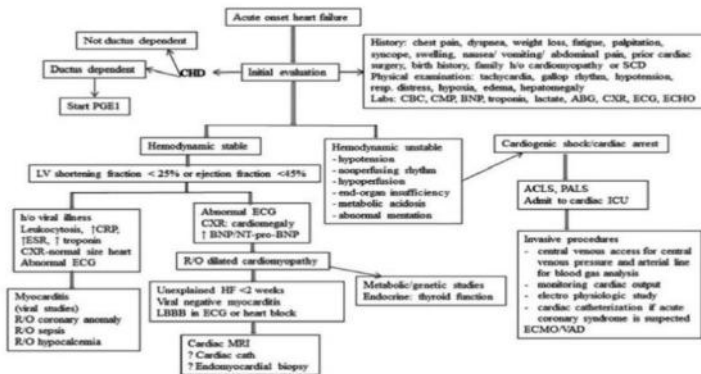 Acute onset heart failure
Not ductus dependent
Ductus dependent
CHD
Initial evaluation
Start PGE1
History: chest pain, dyspnea, weight loss, fatigue, palpitation,
syncope, swelling, nausea/ vomiting/ abdominal pain, prior cardiac
surgery, birth history, family h/o cardiomyopathy or SCD
Physical examination: tachycardia, gallop rhythm, hypotension,
resp. distress, hypoxia, edema, hepatomegaly
Labs: CBC, CMP, BNP, troponin, lactate, ABG, CXR, ECG, ECHO
Hemodynamic stable
LV shortening fraction < 25% or ejection fraction <45%
Hemodynamic unstable
- hypotension
- nonperfusing rhythm
- hypoperfusion
- end-organ insufficiency
- metabolic acidosis
- abnormal mentation
Cardiogenic shock/cardiac arrest
ACLS, PALS
Admit to cardiac ICU
h/o viral illness
Leukocytosis, ↑CRP,
↑ESR, ↑ troponin
CXR-normal size heart
Abnormal ECG
Abnormal ECG
CXR: cardiomegaly
↑ BNP/NT-pro-BNP
R/O dilated cardiomyopathy
Metabolic/genetic studies
Endocrine: thyroid function
Invasive procedures
- central venous access for central
venous pressure and arterial line
for blood gas analysis
- monitoring cardiac output
- electro physiologic study
- cardiac catheterization if acute
coronary syndrome is suspected
ECMO/VAD
Myocarditis
(viral studies)
R/O coronary anomaly
R/O sepsis
R/O hypocalcemia
Unexplained HF <2 weeks
Viral negative myocarditis
LBBB in ECG or heart block
Cardiac MRI
? Cardiac cath
? Endomyocardial biopsy